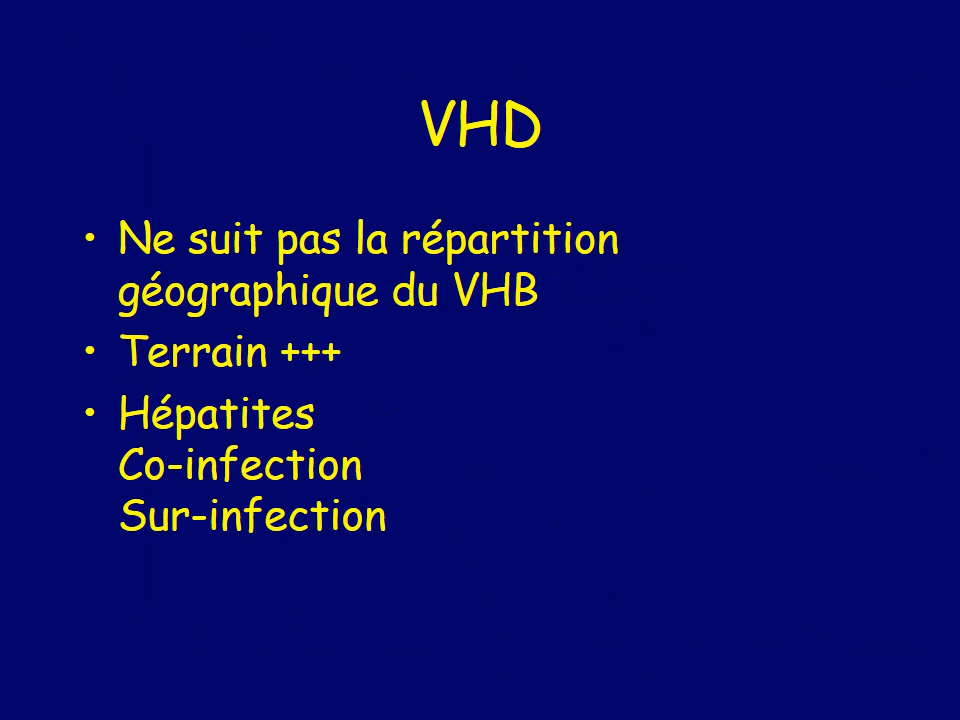 VHD
• Ne suit pas la répartition
géographique du VHB
• Terrain +++
• Hépatites
Co-infection
Sur-infection